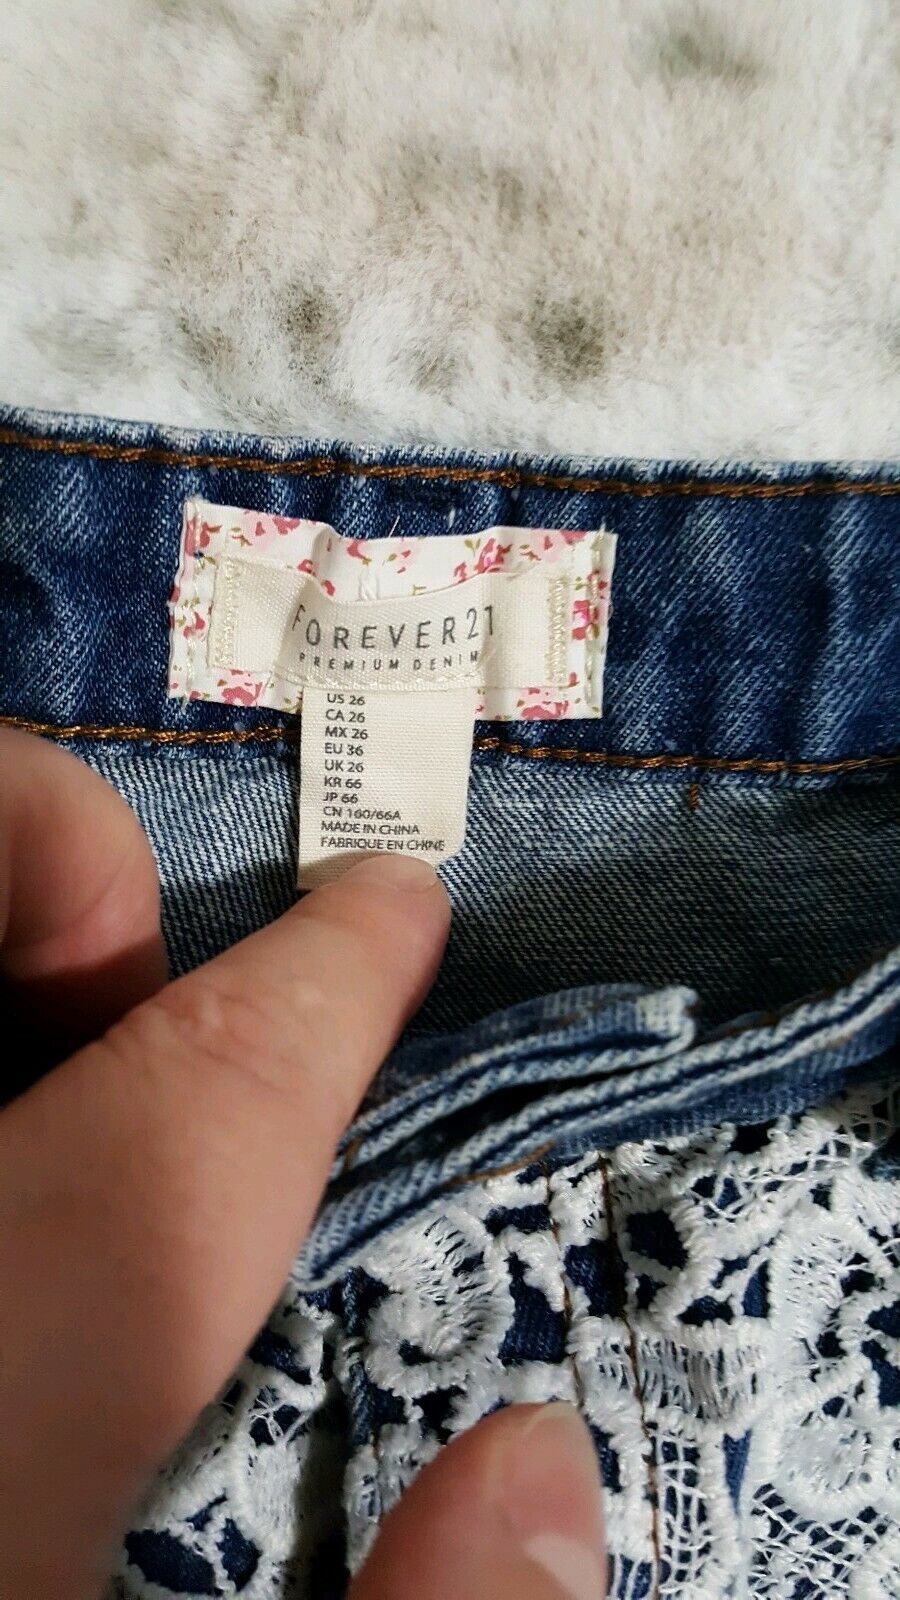 FOREVER 21
PREMIUM DENIM
US 26
CA 26
MX 26
EU 36
UK 26
KR 66
JP 66
CN 160/66A
MADE IN CHINA
FABRIQUE EN CHINE